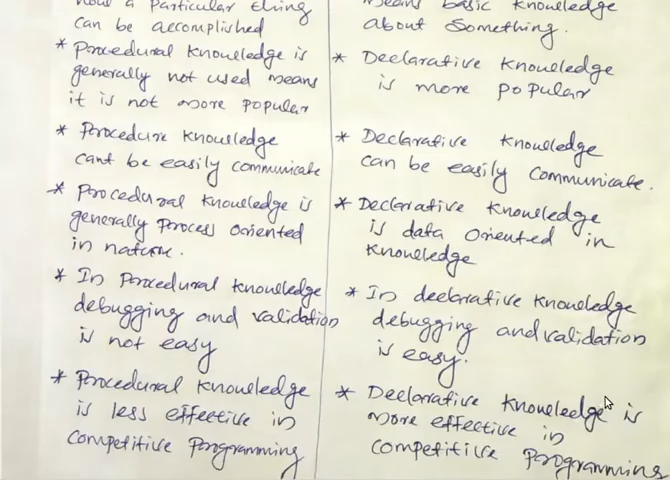 how a particular thing
can be accomplished
* Procedural knowledge is
generally not used means
it is not more popular
* Procedure knowledge
cant be easily communicate
* Procedural knowledge is
generally process oriented
in nature.
* In Procedural knowledge
debugging and validation
is not easy
* Procedural knowledge
is less effective in
competitive Programming
means basic knowledge
about something.
* Declarative knowledge
is more popular
* Declarative knowledge
can be easily communicate.
* Declarative knowledge
is data oriented in
knowledge
* In declarative knowledge
debugging and validation
is easy.
* Declarative knowledge is
more effective in
competitive programming